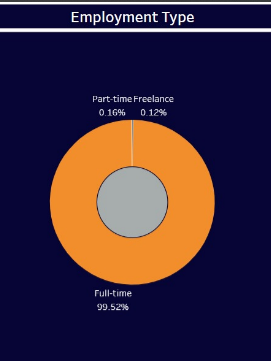 Employment Type
Part-time Freelance
0.16% 0.12%
Full-time
99.52%